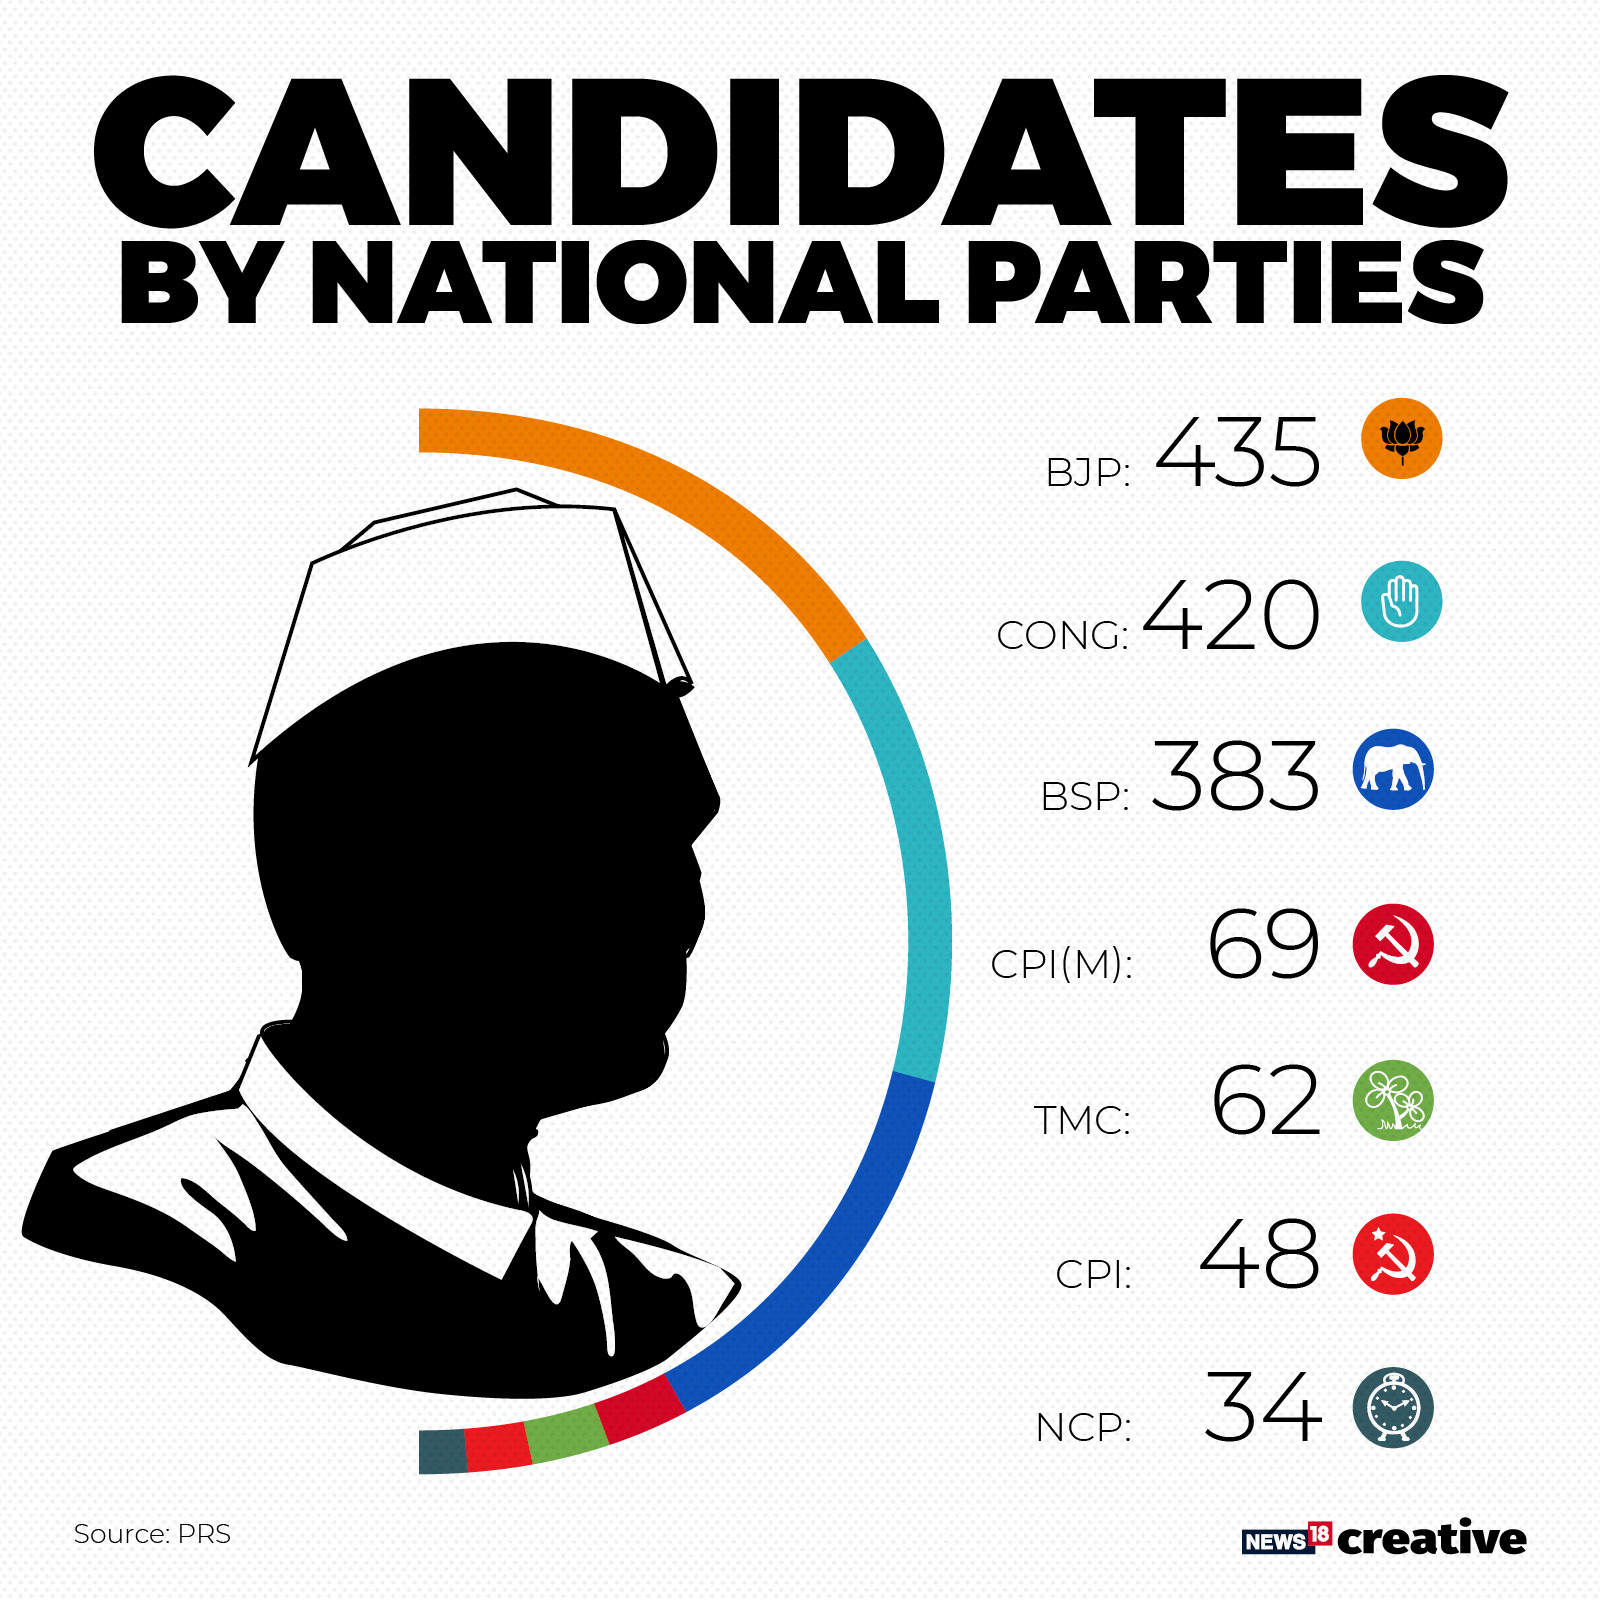 CANDIDATES
BY NATIONAL PARTIES
BJP: 435
CONG: 420
BSP: 383
CPI(M): 69
TMC: 62
CPI: 48
NCP: 34
Source: PRS
NEWS18 creative